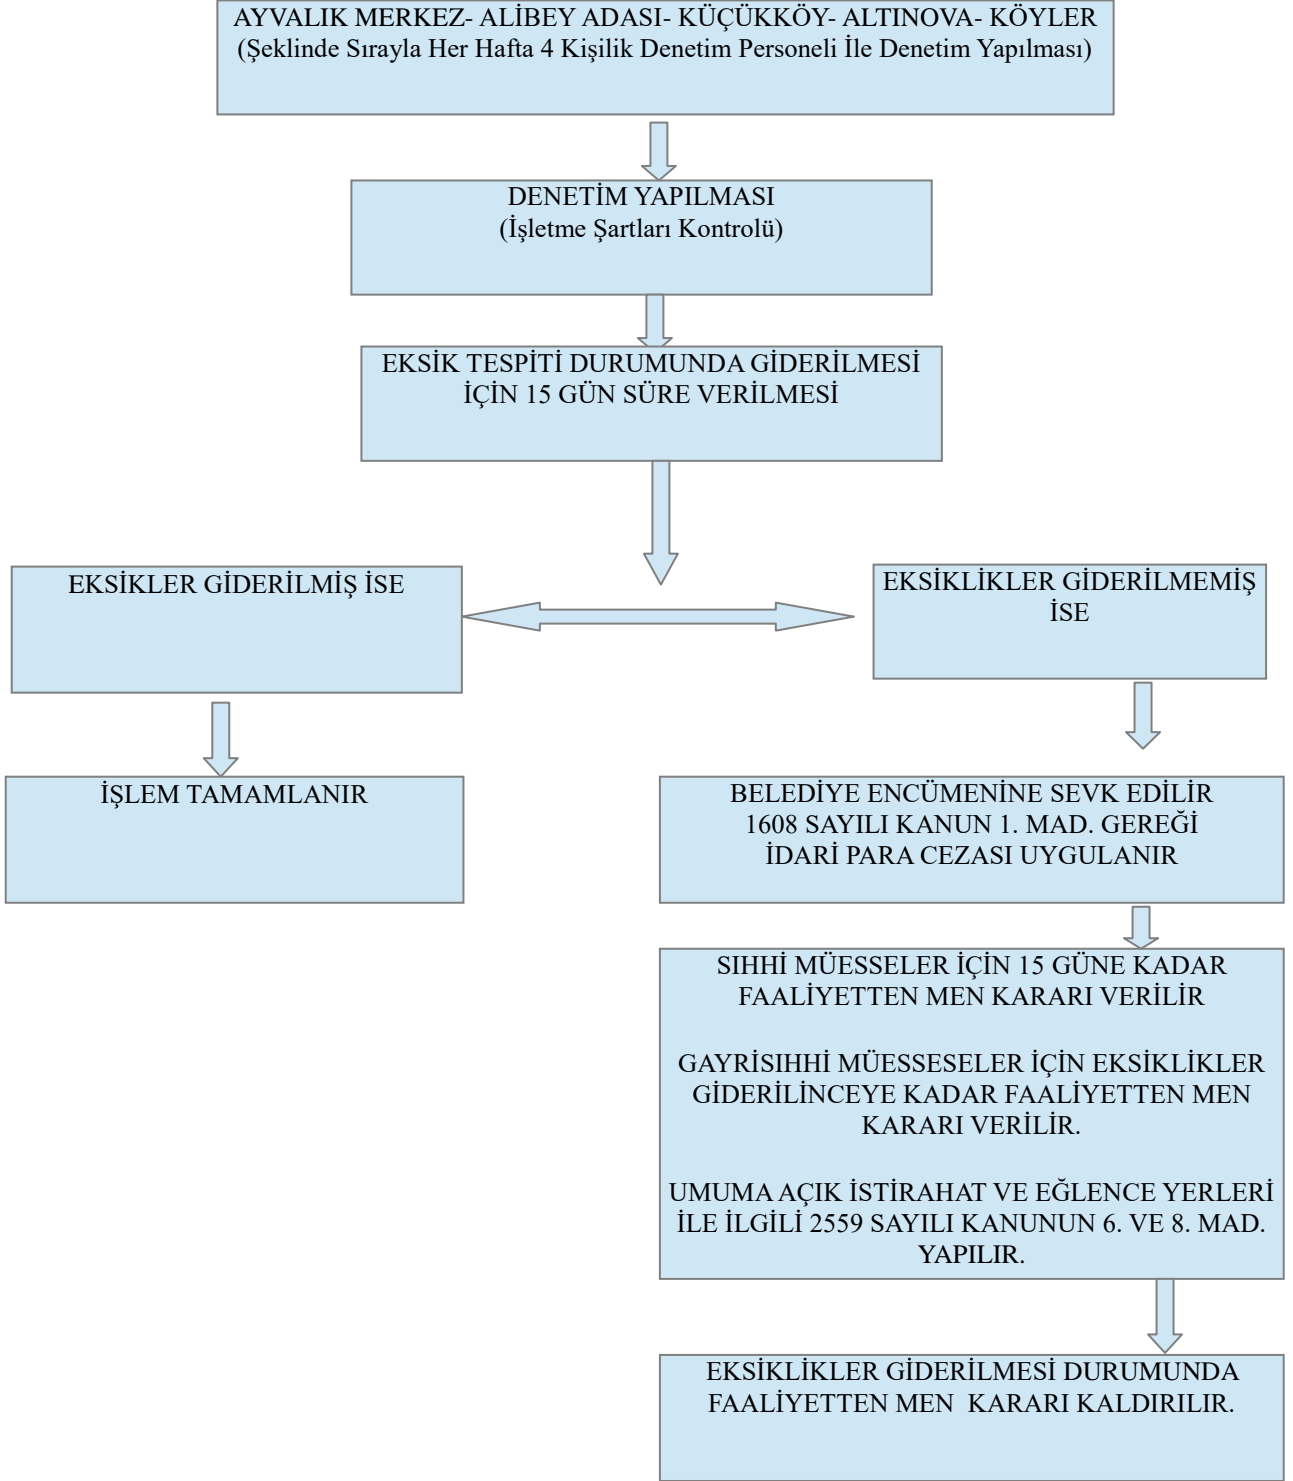 AYVALIK MERKEZ- ALİBEY ADASI- KÜÇÜKKÖY- ALTINOVA- KÖYLER
(Şeklinde Sırayla Her Hafta 4 Kişilik Denetim Personeli İle Denetim Yapılması)
DENETİM YAPILMASI
(İşletme Şartları Kontrolü)
EKSİK TESPİTİ DURUMUNDA GİDERİLMESİ
İÇİN 15 GÜN SÜRE VERİLMESİ
EKSİKLER GİDERİLMİŞ İSE
EKSİKLİKLER GİDERİLMEMİŞ
İSE
İŞLEM TAMAMLANIR
BELEDİYE ENCÜMENİNE SEVK EDİLİR
1608 SAYILI KANUN 1. MAD. GEREĞİ
İDARİ PARA CEZASI UYGULANIR
SIHHİ MÜESSELER İÇİN 15 GÜNE KADAR
FAALİYETTEN MEN KARARI VERİLİR
GAYRİSIHHİ MÜESSESELER İÇİN EKSİKLİKLER
GİDERİLİNCEYE KADAR FAALİYETTEN MEN
KARARI VERİLİR.
UMUMA AÇIK İSTİRAHAT VE EĞLENCE YERLERİ
İLE İLGİLİ 2559 SAYILI KANUNUN 6. VE 8. MAD.
YAPILIR.
EKSİKLİKLER GİDERİLMESİ DURUMUNDA
FAALİYETTEN MEN  KARARI KALDIRILIR.